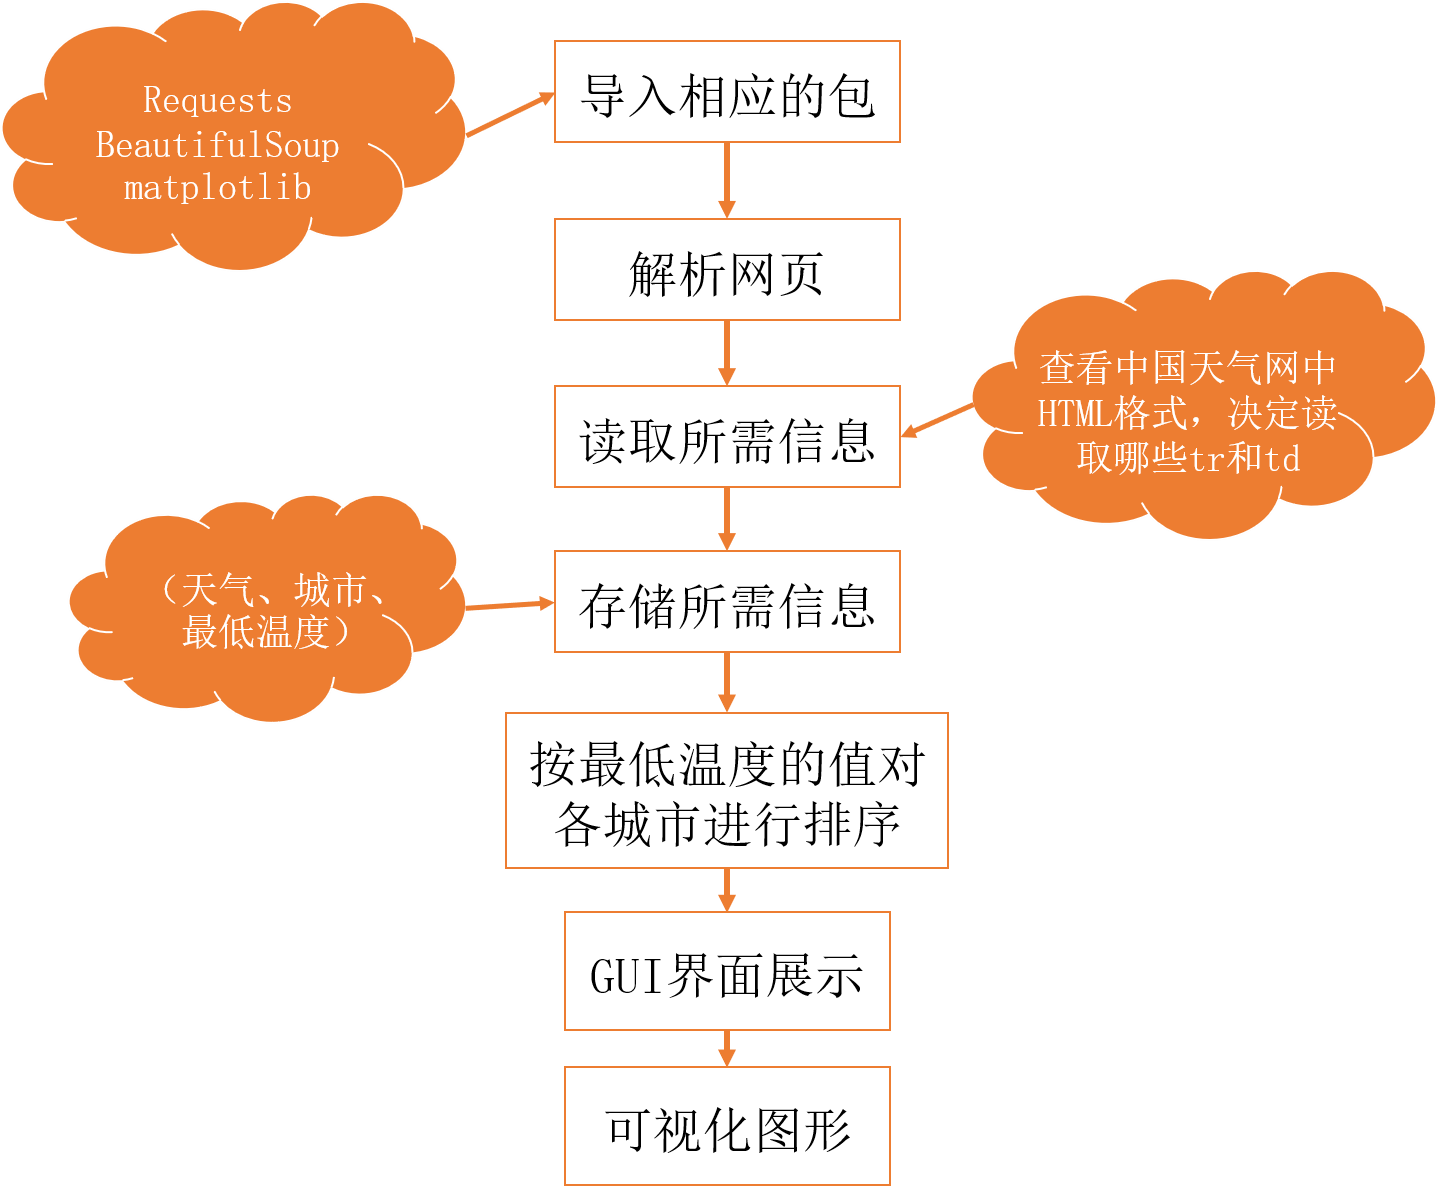 Requests
BeautifulSoup
matplotlib
导入相应的包
解析网页
查看中国天气网中
HTML格式，决定读
取哪些tr和td
读取所需信息
（天气、城市、
最低温度）
存储所需信息
按最低温度的值对
各城市进行排序
GUI界面展示
可视化图形